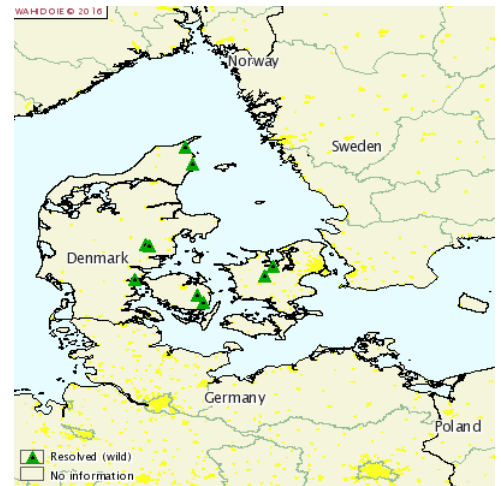 WAHID OIE © 2016
Norway
Sweden
Denmark
Germany
Poland
Resolved (wild)
No information